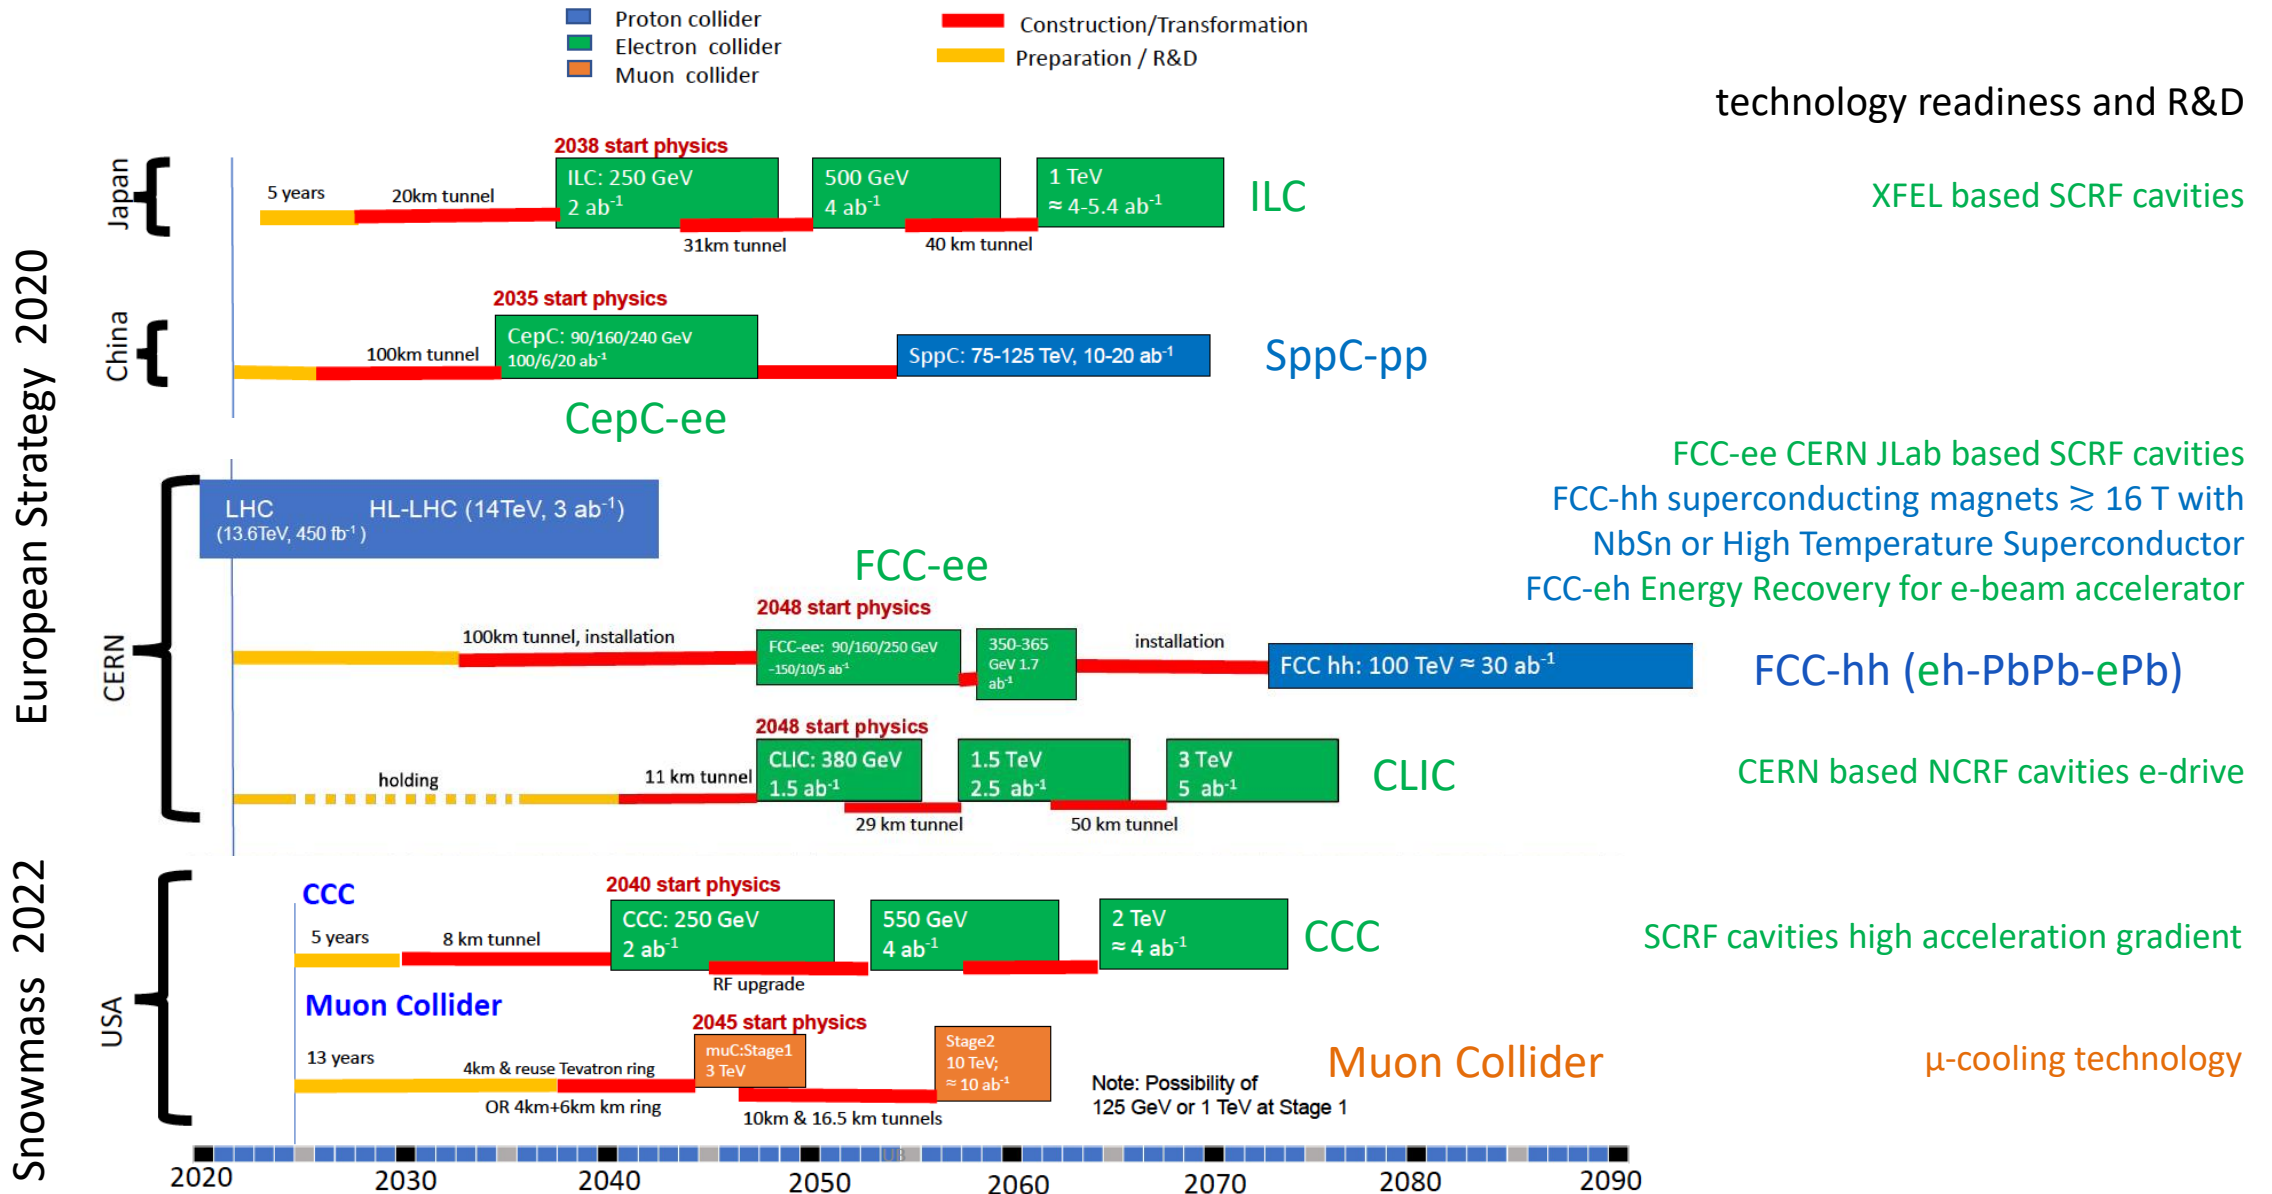 Proton collider
Electron collider
Muon collider
Construction/Transformation
Preparation / R&D
technology readiness and R&D
European Strategy 2020
Japan
5 years
20km tunnel
2038 start physics
ILC: 250 GeV
2 ab⁻¹
31km tunnel
500 GeV
4 ab⁻¹
40 km tunnel
1 TeV
≈ 4-5.4 ab⁻¹
ILC
XFEL based SCRF cavities
China
100km tunnel
2035 start physics
CepC: 90/160/240 GeV
100/6/20 ab⁻¹
SppC: 75-125 TeV, 10-20 ab⁻¹
SppC-pp
CepC-ee
CERN
LHC
(13.6TeV, 450 fb⁻¹ )
HL-LHC (14TeV, 3 ab⁻¹)
FCC-ee CERN JLab based SCRF cavities
FCC-hh superconducting magnets ≳ 16 T with
NbSn or High Temperature Superconductor
FCC-eh Energy Recovery for e-beam accelerator
FCC-ee
2048 start physics
100km tunnel, installation
FCC-ee: 90/160/250 GeV
–150/10/5 ab⁻¹
350-365
GeV 1.7
ab⁻¹
installation
FCC hh: 100 TeV ≈ 30 ab⁻¹
FCC-hh (eh-PbPb-ePb)
2048 start physics
holding
11 km tunnel
CLIC: 380 GeV
1.5 ab⁻¹
29 km tunnel
1.5 TeV
2.5 ab⁻¹
50 km tunnel
3 TeV
5 ab⁻¹
CLIC
CERN based NCRF cavities e-drive
Snowmass 2022
USA
CCC
5 years
8 km tunnel
2040 start physics
CCC: 250 GeV
2 ab⁻¹
RF upgrade
550 GeV
4 ab⁻¹
2 TeV
≈ 4 ab⁻¹
CCC
SCRF cavities high acceleration gradient
Muon Collider
13 years
4km & reuse Tevatron ring
OR 4km+6km km ring
2045 start physics
muC:Stage1
3 TeV
10km & 16.5 km tunnels
Stage2
10 TeV;
≈ 10 ab⁻¹
Note: Possibility of
125 GeV or 1 TeV at Stage 1
Muon Collider
μ-cooling technology
2020 2030 2040 2050 2060 2070 2080 2090